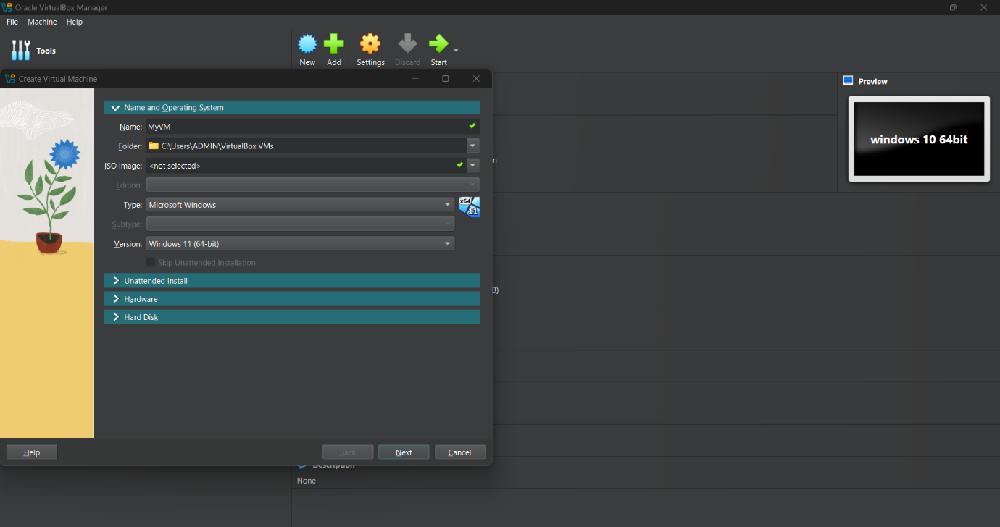 Oracle VirtualBox Manager
File Machine Help
Tools
New Add Settings Discard Start
Create Virtual Machine
Preview
windows 10 64bit
Name and Operating System
Name: MyVM
Folder: C:\Users\ADMIN\VirtualBox VMs
ISO Image: <not selected>
Edition:
Type: Microsoft Windows
x64
11
Subtype:
Version: Windows 11 (64-bit)
Skip Unattended Installation
Unattended Install
Hardware
B)
Hard Disk
Help Back Next Cancel
Description
None